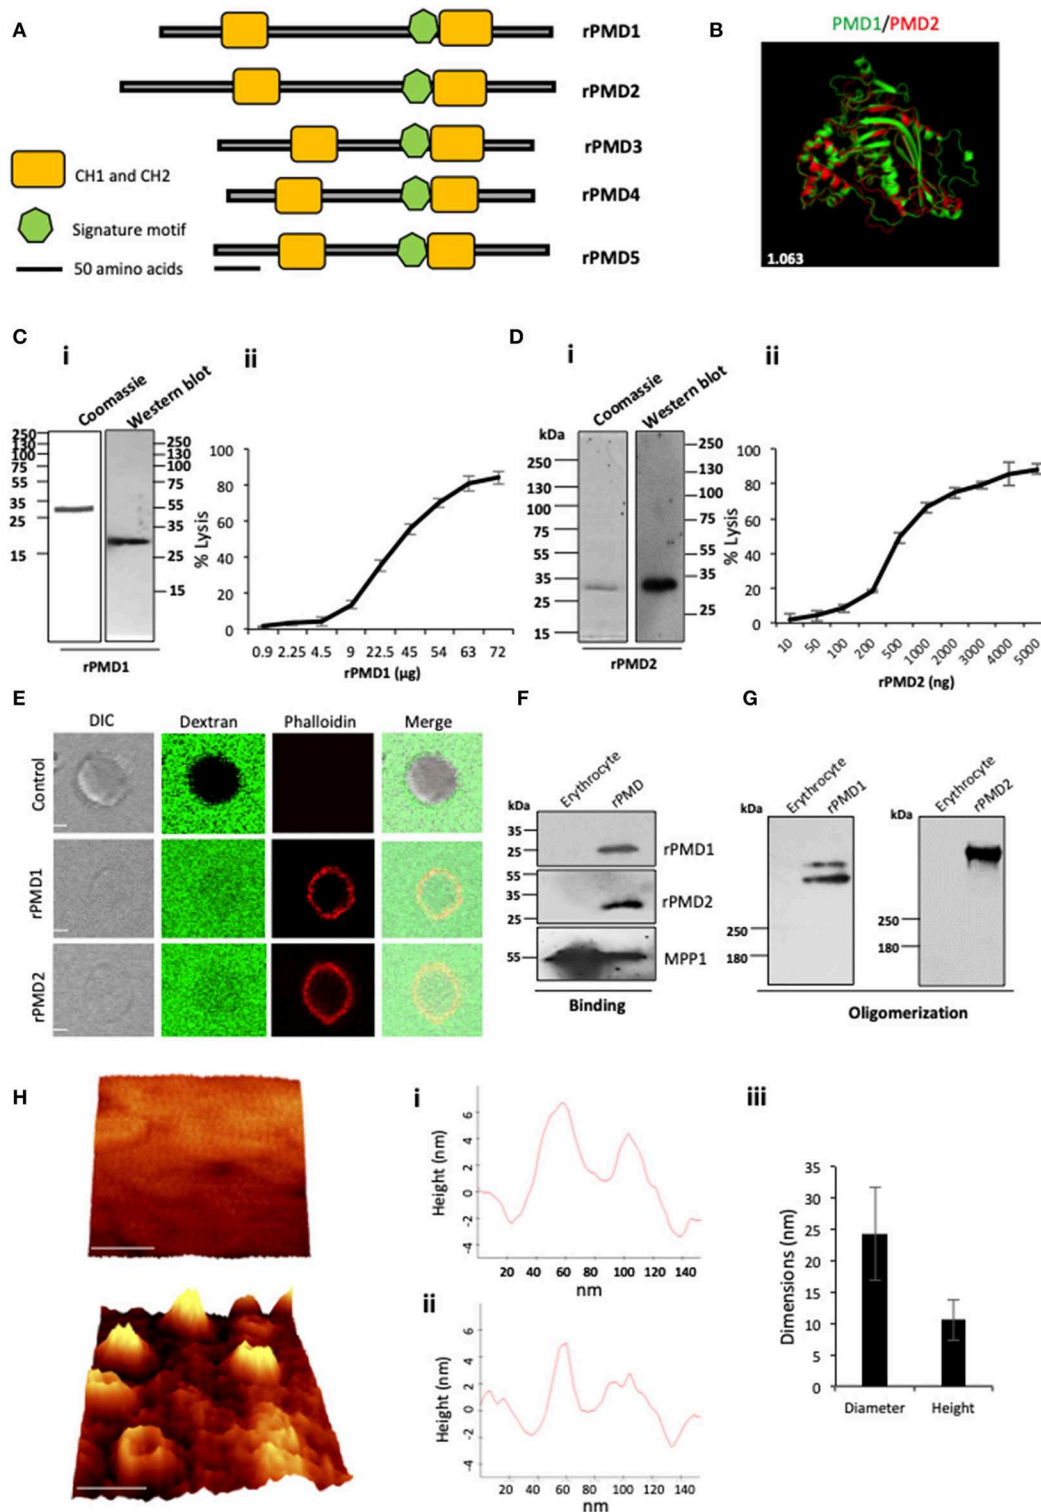 A
rPMD1
rPMD2
rPMD3
rPMD4
rPMD5
CH1 and CH2
Signature motif
50 amino acids
B
PMD1/PMD2
1.063
C
i
Coomassie
Western blot
250
130
100
75
55
35
25
15
250
130
100
75
55
35
25
15
rPMD1
ii
% Lysis
100
80
60
40
20
0
0.9 2.25 4.5 9 22.5 45 54 63 72
rPMD1 (µg)
D
i
Coomassie
Western blot
kDa
250
130
100
75
55
35
25
15
250
130
100
75
55
35
25
rPMD2
ii
% Lysis
100
80
60
40
20
0
10 50 100 200 500 1000 2000 3000 4000 5000
rPMD2 (ng)
E
DIC Dextran Phalloidin Merge
Control
rPMD1
rPMD2
F
Erythrocyte
rPMD
kDa
35
25
rPMD1
55
35
25
rPMD2
55
MPP1
Binding
G
Erythrocyte
rPMD1
kDa
250
180
Erythrocyte
rPMD2
kDa
250
180
Oligomerization
H
i
Height (nm)
6
4
2
0
-2
-4
20 40 60 80 100 120 140
nm
ii
Height (nm)
6
4
2
0
-2
-4
20 40 60 80 100 120 140
nm
iii
Dimensions (nm)
35
30
25
20
15
10
5
0
Diameter Height